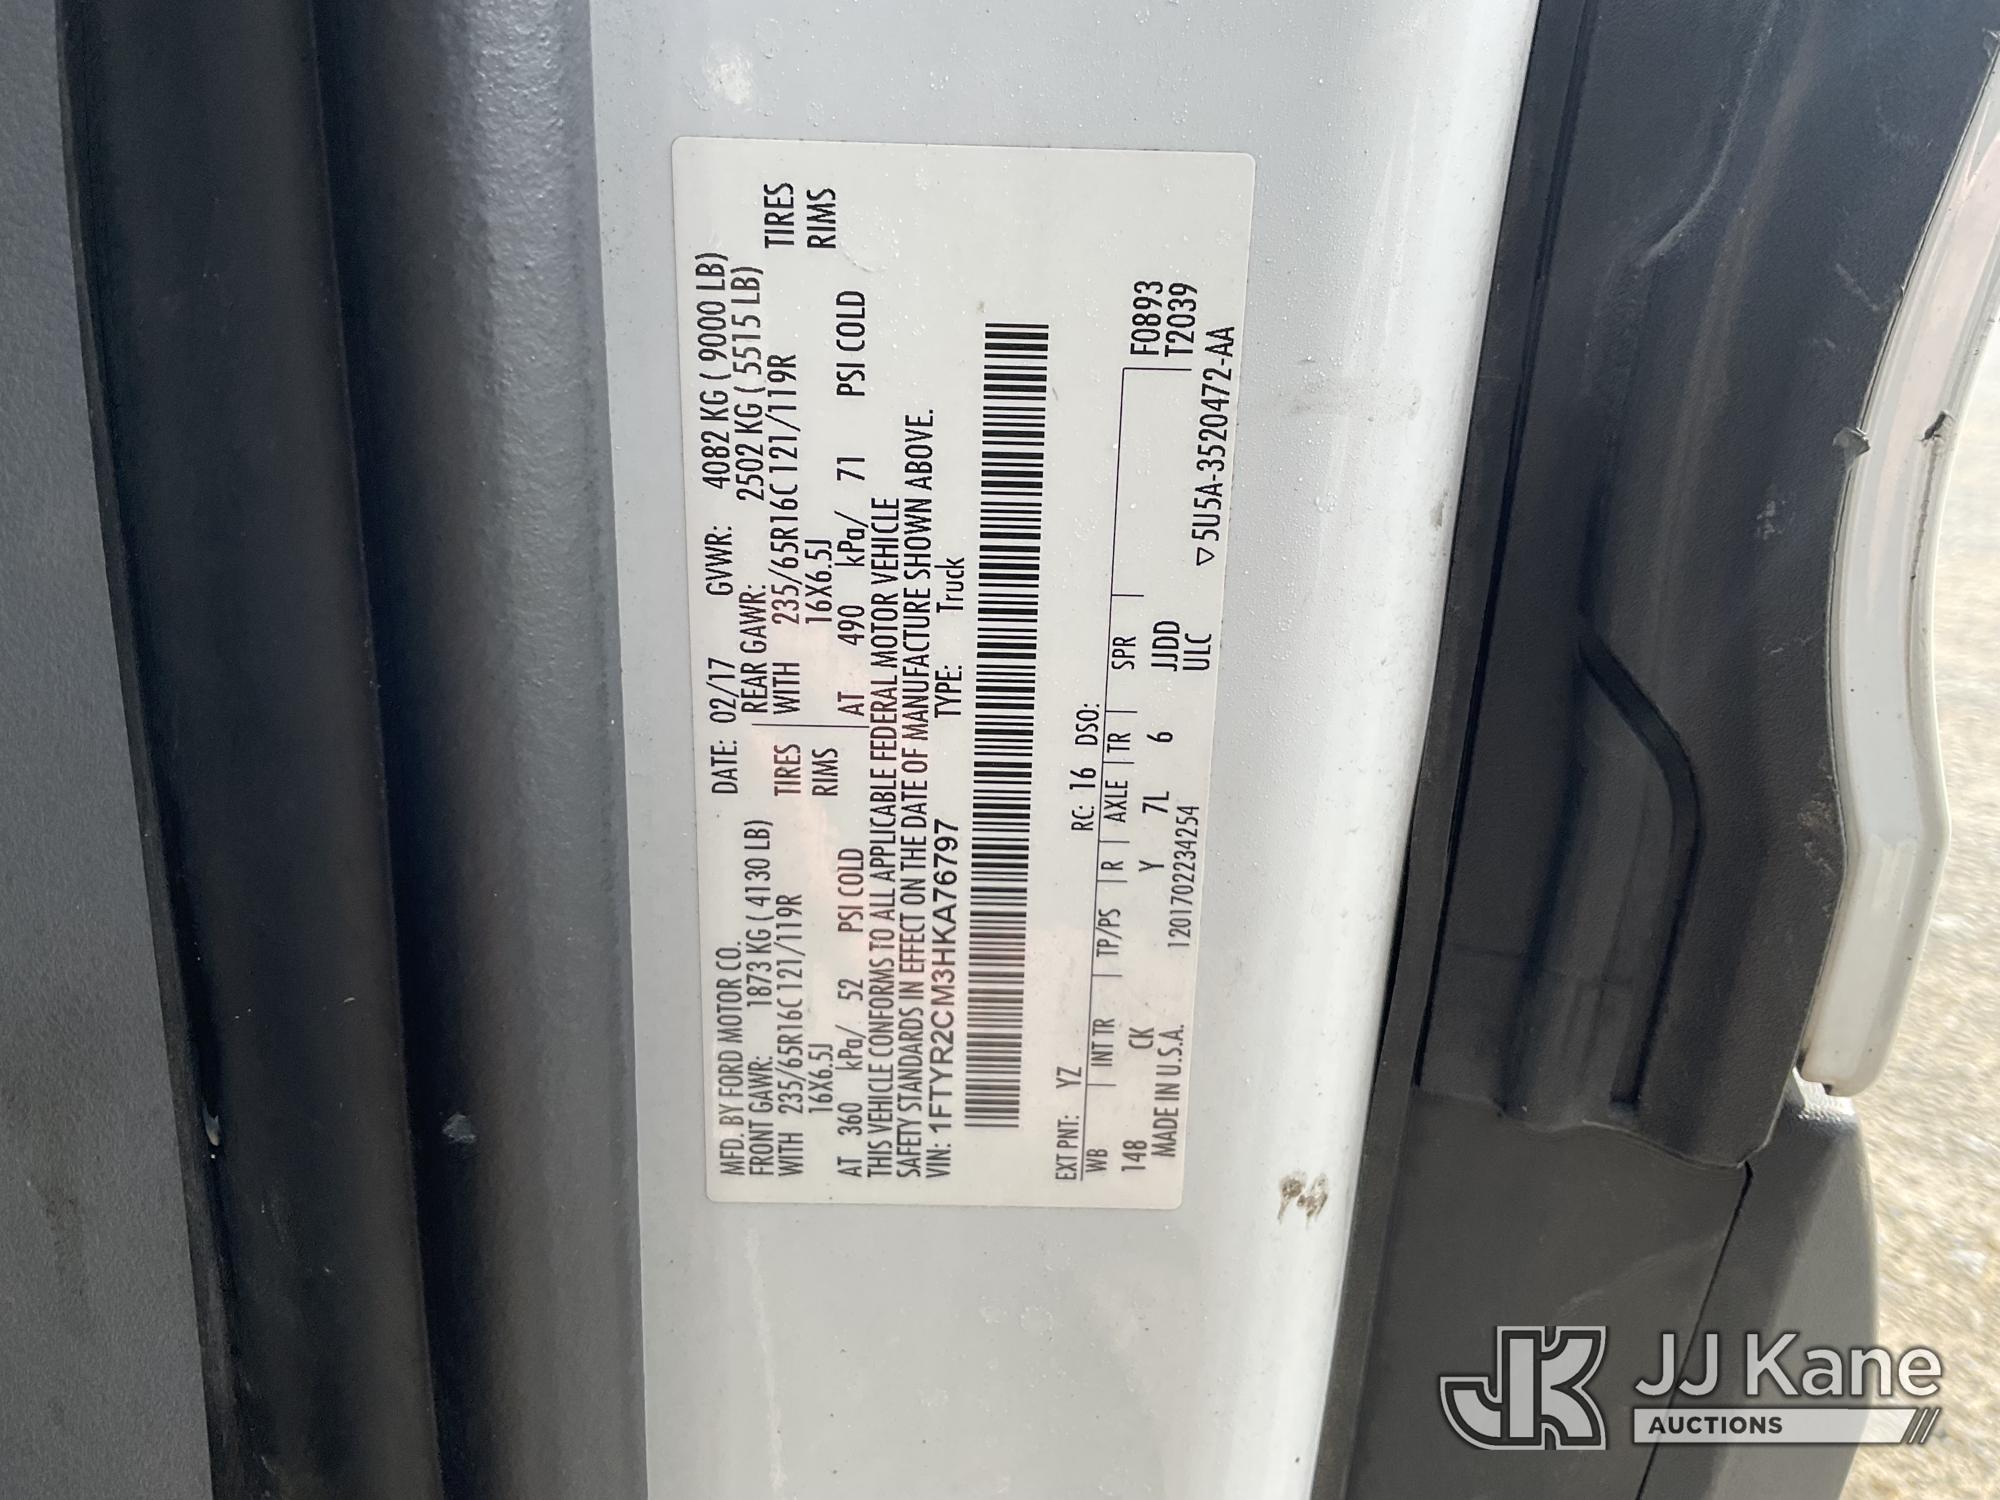 MFD. BY FORD MOTOR CO. DATE: 02/17 GVWR: 4082 KG ( 9000 LB)
FRONT GAWR: 1873 KG ( 4130 LB) REAR GAWR: 2502 KG ( 5515 LB)
WITH 235/65R16C 121/119R TIRES WITH 235/65R16C 121/119R TIRES
16X6.5J RIMS 16X6.5J RIMS
AT 360 kPa/ 52 PSI COLD AT 490 kPa/ 71 PSI COLD
THIS VEHICLE CONFORMS TO ALL APPLICABLE FEDERAL MOTOR VEHICLE
SAFETY STANDARDS IN EFFECT ON THE DATE OF MANUFACTURE SHOWN ABOVE.
VIN: 1FTYR2CM3HKA76797 TYPE: Truck
EXT PNT: YZ RC: 16 DSO:
WB INT TR TP/PS R AXLE TR SPR F0893
148 CK Y 7L 6 JJDD T2039
MADE IN U.S.A. 1201702234254 ULC ▽5U5A-3520472-AA
JK JJ Kane
AUCTIONS